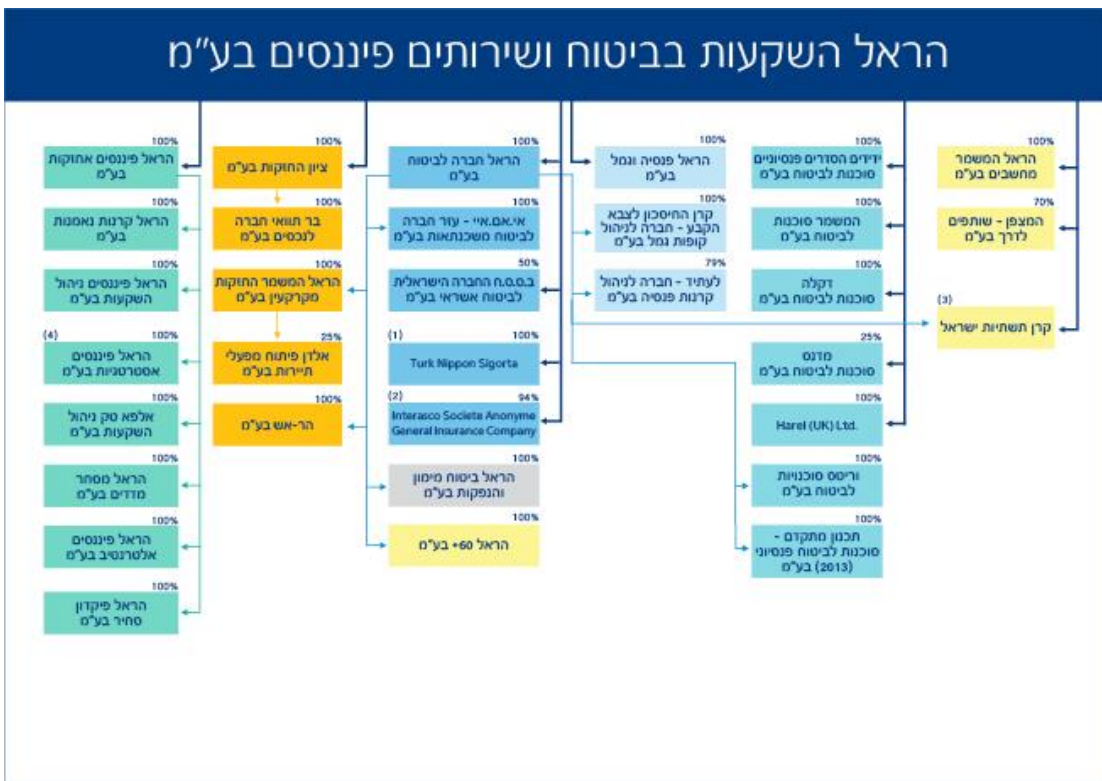 הראל השקעות בביטוח ושירותים פיננסים בע"מ
100%
הראל המשמר
מחשבים בע"מ
70%
המצפן - שותפים
לדרך בע"מ
(3)
קרן תשתיות ישראל
100%
ידידים הסדרים פנסיוניים
סוכנות לביטוח בע"מ
100%
המשמר סוכנות
לביטוח בע"מ
100%
דקלה
סוכנות לביטוח בע"מ
25%
מדנס
סוכנות לביטוח בע"מ
100%
Harel (UK) Ltd.
100%
וריטס סוכנויות
לביטוח בע"מ
100%
תכנון מתקדם -
סוכנות לביטוח פנסיוני
(2013) בע"מ
100%
הראל פנסיה וגמל
בע"מ
100%
קרן החיסכון לצבא
הקבע - חברה לניהול
קופות גמל בע"מ
79%
לעתיד - חברה לניהול
קרנות פנסיה בע"מ
100%
הראל חברה לביטוח
בע"מ
100%
אי.אם.איי - עזר חברה
לביטוח משכנתאות בע"מ
50%
ב.ס.ס.ח החברה הישראלית
לביטוח אשראי בע"מ
(1) 100%
Turk Nippon Sigorta
(2) 94%
Interasco Societe Anonyme
General Insurance Company
100%
הראל ביטוח מימון
והנפקות בע"מ
100%
הראל 60+ בע"מ
100%
ציון החזקות בע"מ
100%
בר תוואי חברה
לנכסים בע"מ
100%
הראל המשמר החזקות
מקרקעין בע"מ
25%
אלדן פיתוח מפעלי
תיירות בע"מ
100%
הר-אש בע"מ
100%
הראל פיננסים אחזקות
בע"מ
100%
הראל קרנות נאמנות
בע"מ
100%
הראל פיננסים ניהול
השקעות בע"מ
(4) 100%
הראל פיננסים
אסטרטגיות בע"מ
100%
אלפא טק ניהול
השקעות בע"מ
100%
הראל מסחר
מדדים בע"מ
100%
הראל פיננסים
אלטרנטיב בע"מ
100%
הראל פיקדון
סחיר בע"מ